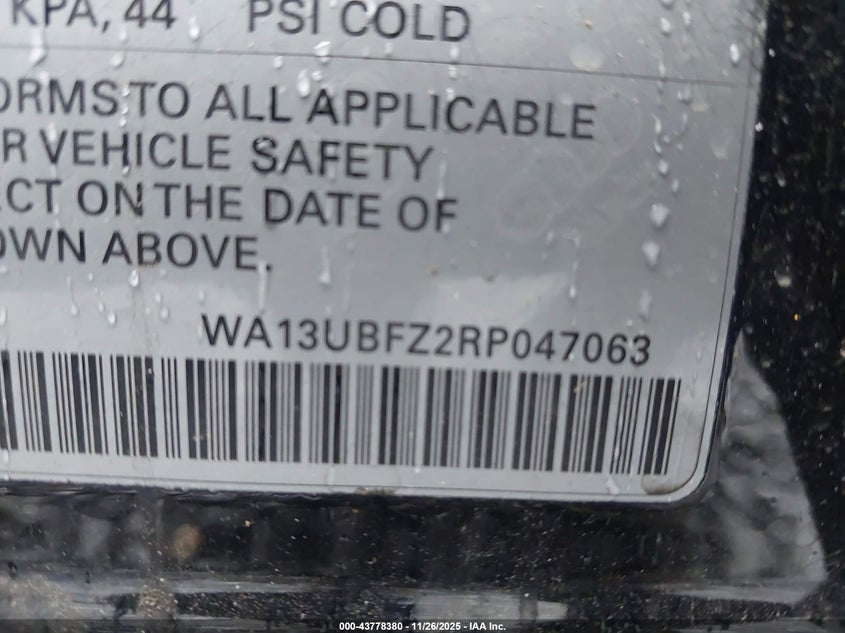 KPA, 44 PSI COLD
ORMS TO ALL APPLICABLE
R VEHICLE SAFETY
ECT ON THE DATE OF
OWN ABOVE.
WA13UBFZ2RP047063
000-43778380 - 11/26/2025 - IAA Inc.